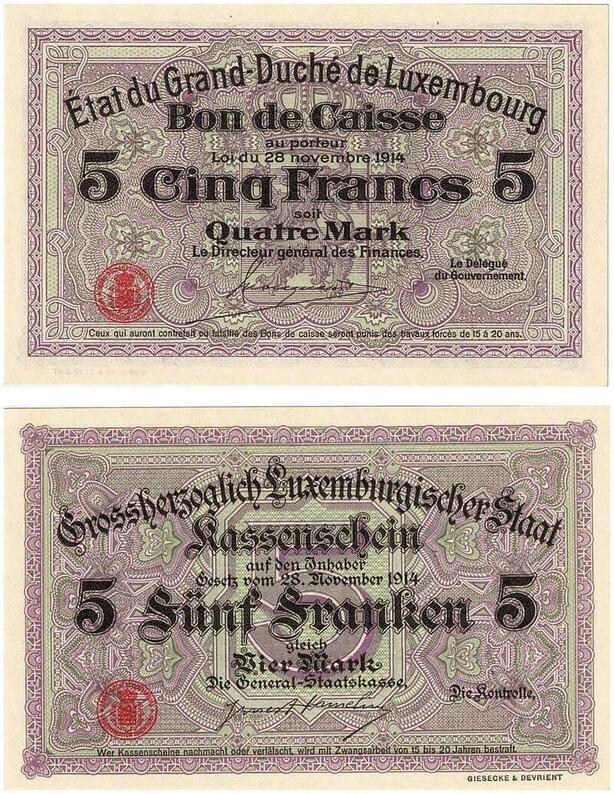 État du Grand-Duché de Luxembourg
Bon de Caisse
au porteur
Loi du 28 novembre 1914
5 Cinq Francs 5
soit
Quatre Mark
Le Directeur général des Finances,
Le Délégué
du Gouvernement,
Ceux qui auront contrefait ou falsifié des Bons de caisse seront punis des travaux forcés de 15 à 20 ans.
Grossherzoglich Luxemburgischer Staat
Kassenschein
auf den Inhaber
Gesetz vom 28. November 1914
5 Fünf Franken 5
gleich
Vier Mark
Die General-Staatskasse,
Die Kontrolle,
Wer Kassenscheine nachmacht oder verfälscht, wird mit Zwangsarbeit von 15 bis 20 Jahren bestraft.
GIESECKE & DEVRIENT